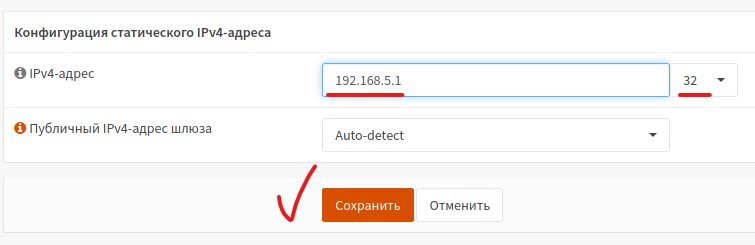 Конфигурация статического IPv4-адреса
IPv4-адрес
192.168.5.1
32
Публичный IPv4-адрес шлюза
Auto-detect
Сохранить
Отменить